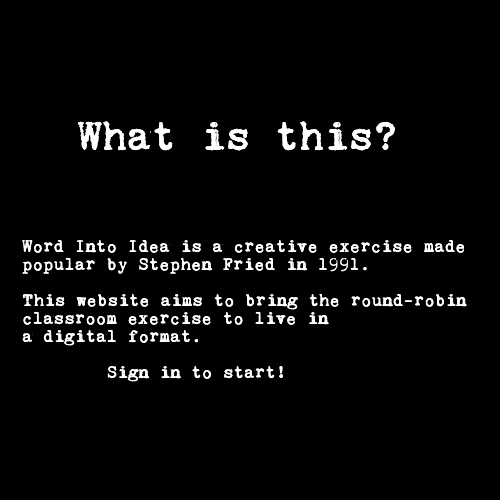 What is this?
Word Into Idea is a creative exercise made
popular by Stephen Fried in 1991.
This website aims to bring the round-robin
classroom exercise to live in
a digital format.
Sign in to start!